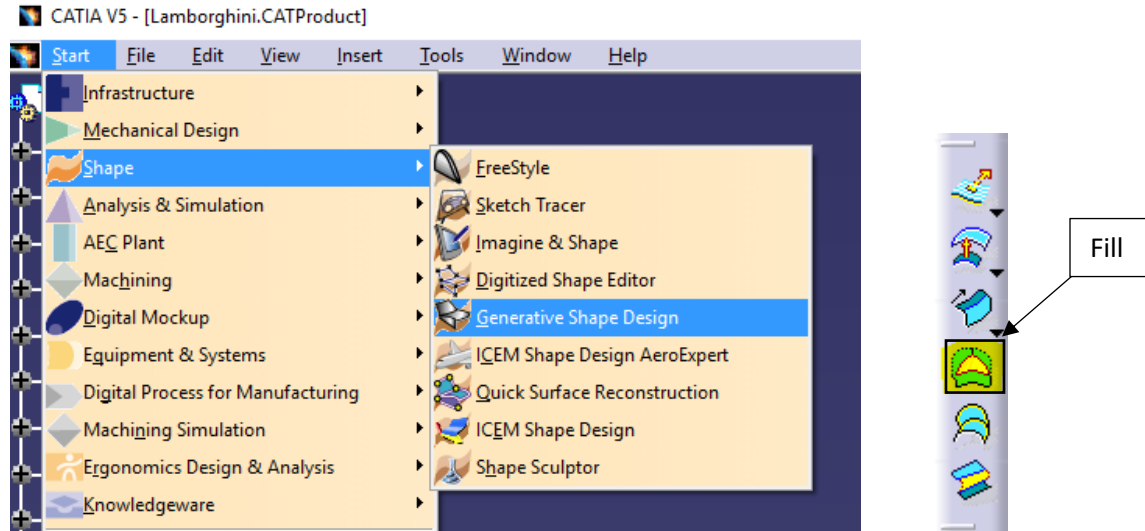 CATIA V5 - [Lamborghini.CATProduct]
Start File Edit View Insert Tools Window Help
Infrastructure
Mechanical Design
Shape
Analysis & Simulation
AEC Plant
Machining
Digital Mockup
Equipment & Systems
Digital Process for Manufacturing
Machining Simulation
Ergonomics Design & Analysis
Knowledgeware
FreeStyle
Sketch Tracer
Imagine & Shape
Digitized Shape Editor
Generative Shape Design
ICEM Shape Design AeroExpert
Quick Surface Reconstruction
ICEM Shape Design
Shape Sculptor
Fill